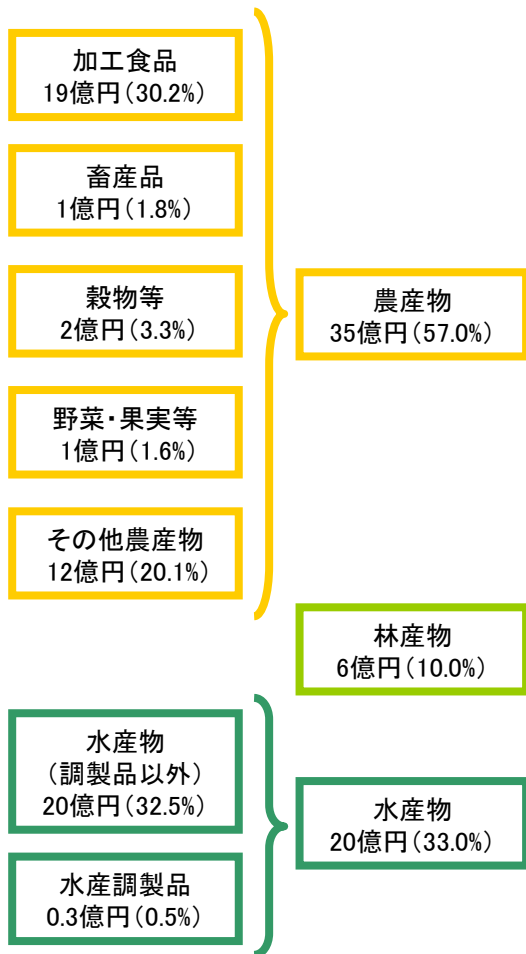 加工食品
19億円(30.2%)
畜産品
1億円(1.8%)
穀物等
2億円(3.3%)
野菜・果実等
1億円(1.6%)
その他農産物
12億円(20.1%)
農産物
35億円(57.0%)
林産物
6億円(10.0%)
水産物
(調製品以外)
20億円(32.5%)
水産調製品
0.3億円(0.5%)
水産物
20億円(33.0%)